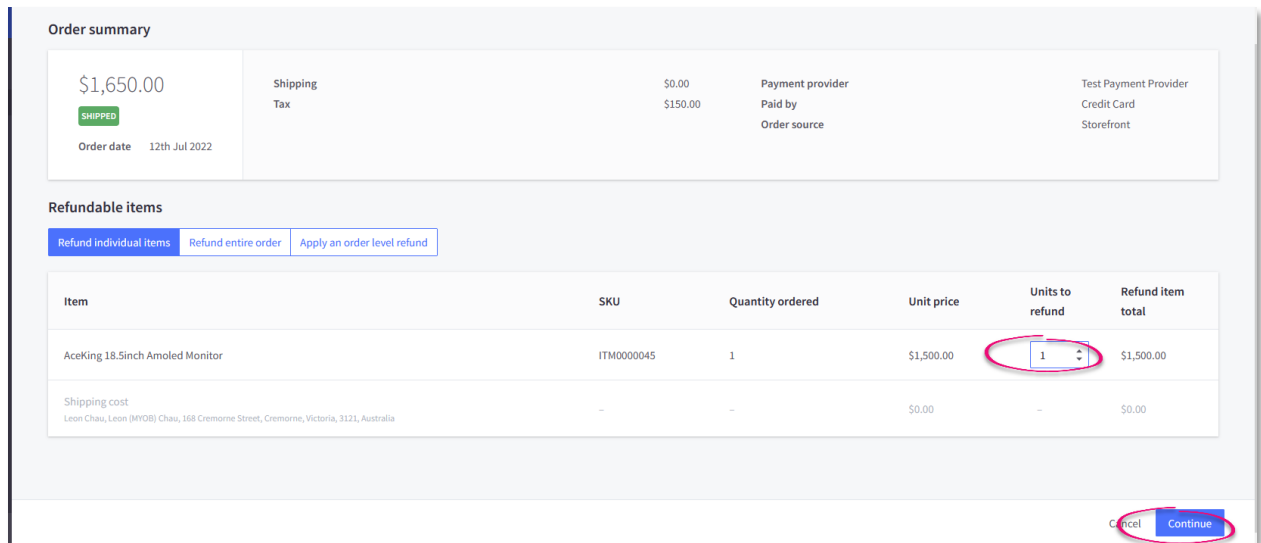 Order summary
$1,650.00
SHIPPED
Order date 12th Jul 2022
Shipping $0.00
Tax $150.00
Payment provider Test Payment Provider
Paid by Credit Card
Order source Storefront
Refundable items
Refund individual items Refund entire order Apply an order level refund
Item SKU Quantity ordered Unit price Units to refund Refund item total
AceKing 18.5inch Amoled Monitor ITM0000045 1 $1,500.00 1 $1,500.00
Shipping cost – – $0.00 – $0.00
Leon Chau, Leon (MYOB) Chau, 168 Cremorne Street, Cremorne, Victoria, 3121, Australia
Cancel Continue